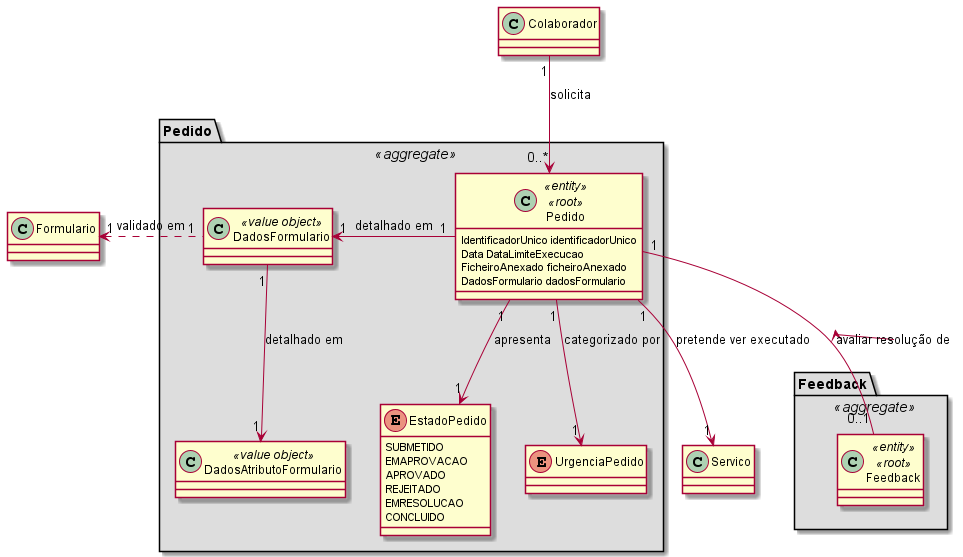 C Colaborador
1
solicita
0..*
Pedido
«aggregate»
«entity»
«root»
C Pedido
IdentificadorUnico identificadorUnico
Data DataLimiteExecucao
FicheiroAnexado ficheiroAnexado
DadosFormulario dadosFormulario
C Formulario
1 validado em 1
«value object»
C DadosFormulario
1 detalhado em 1
1
detalhado em
1
1
apresenta
1
1
categorizado por
1
1
pretende ver executado
1
1
avaliar resolução de
0..1
«value object»
C DadosAtributoFormulario
E EstadoPedido
SUBMETIDO
EMAPROVACAO
APROVADO
REJEITADO
EMRESOLUCAO
CONCLUIDO
E UrgenciaPedido
C Servico
Feedback
«aggregate»
«entity»
«root»
C Feedback